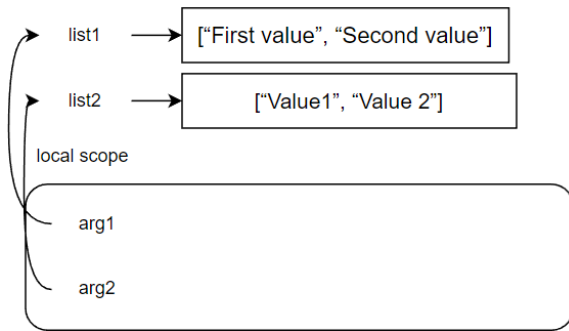 list1
[“First value”, “Second value”]
list2
[“Value1”, “Value 2”]
local scope
arg1
arg2